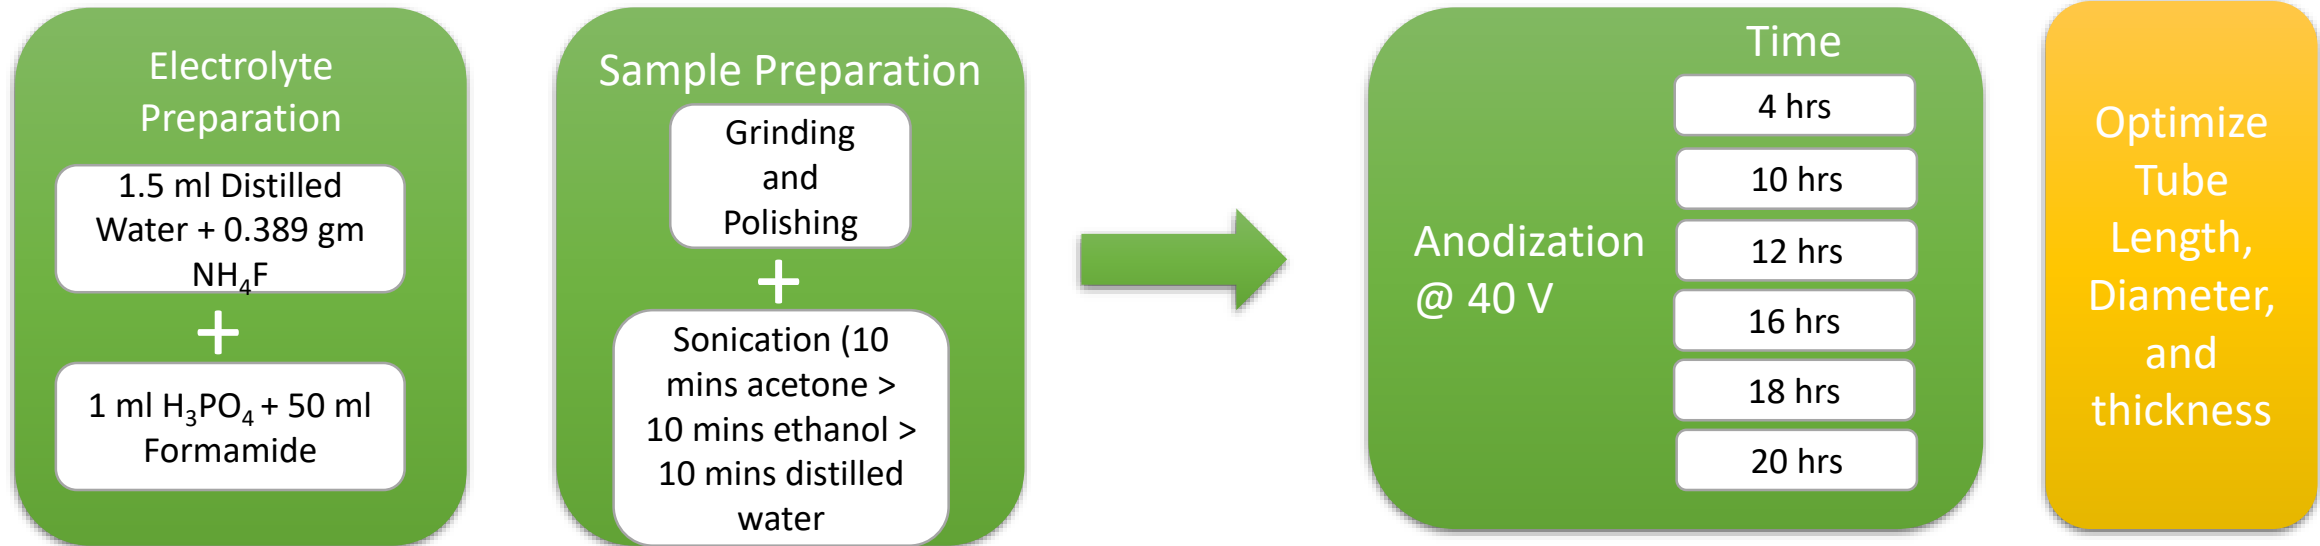 Electrolyte
Preparation
1.5 ml Distilled
Water + 0.389 gm
NH₄F
+
1 ml H₃PO₄ + 50 ml
Formamide
Sample Preparation
Grinding
and
Polishing
+
Sonication (10
mins acetone >
10 mins ethanol >
10 mins distilled
water
Anodization
@ 40 V
Time
4 hrs
10 hrs
12 hrs
16 hrs
18 hrs
20 hrs
Optimize
Tube
Length,
Diameter,
and
thickness